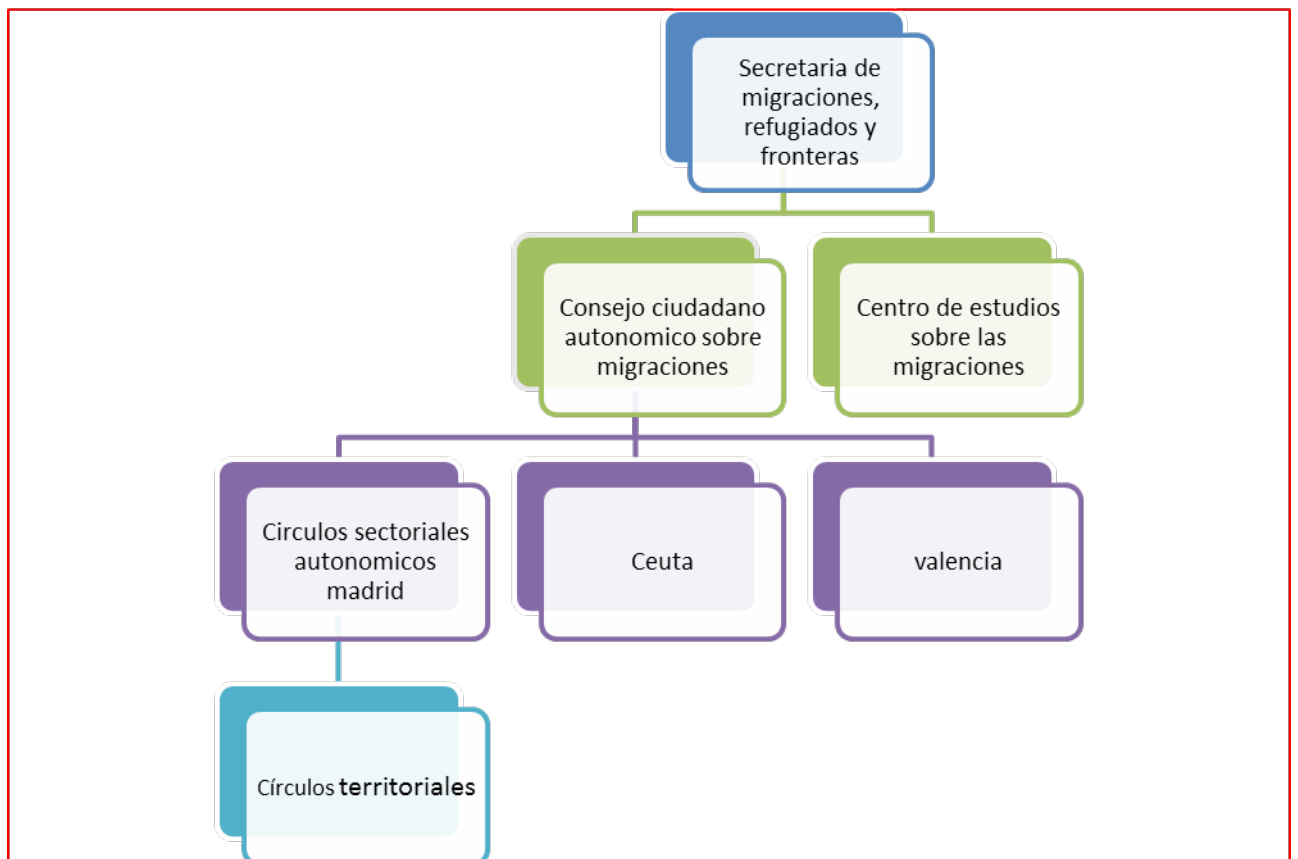 Secretaria de
migraciones,
refugiados y
fronteras
Consejo ciudadano
autonomico sobre
migraciones
Centro de estudios
sobre las
migraciones
Circulos sectoriales
autonomicos
madrid
Ceuta
valencia
Círculos territoriales